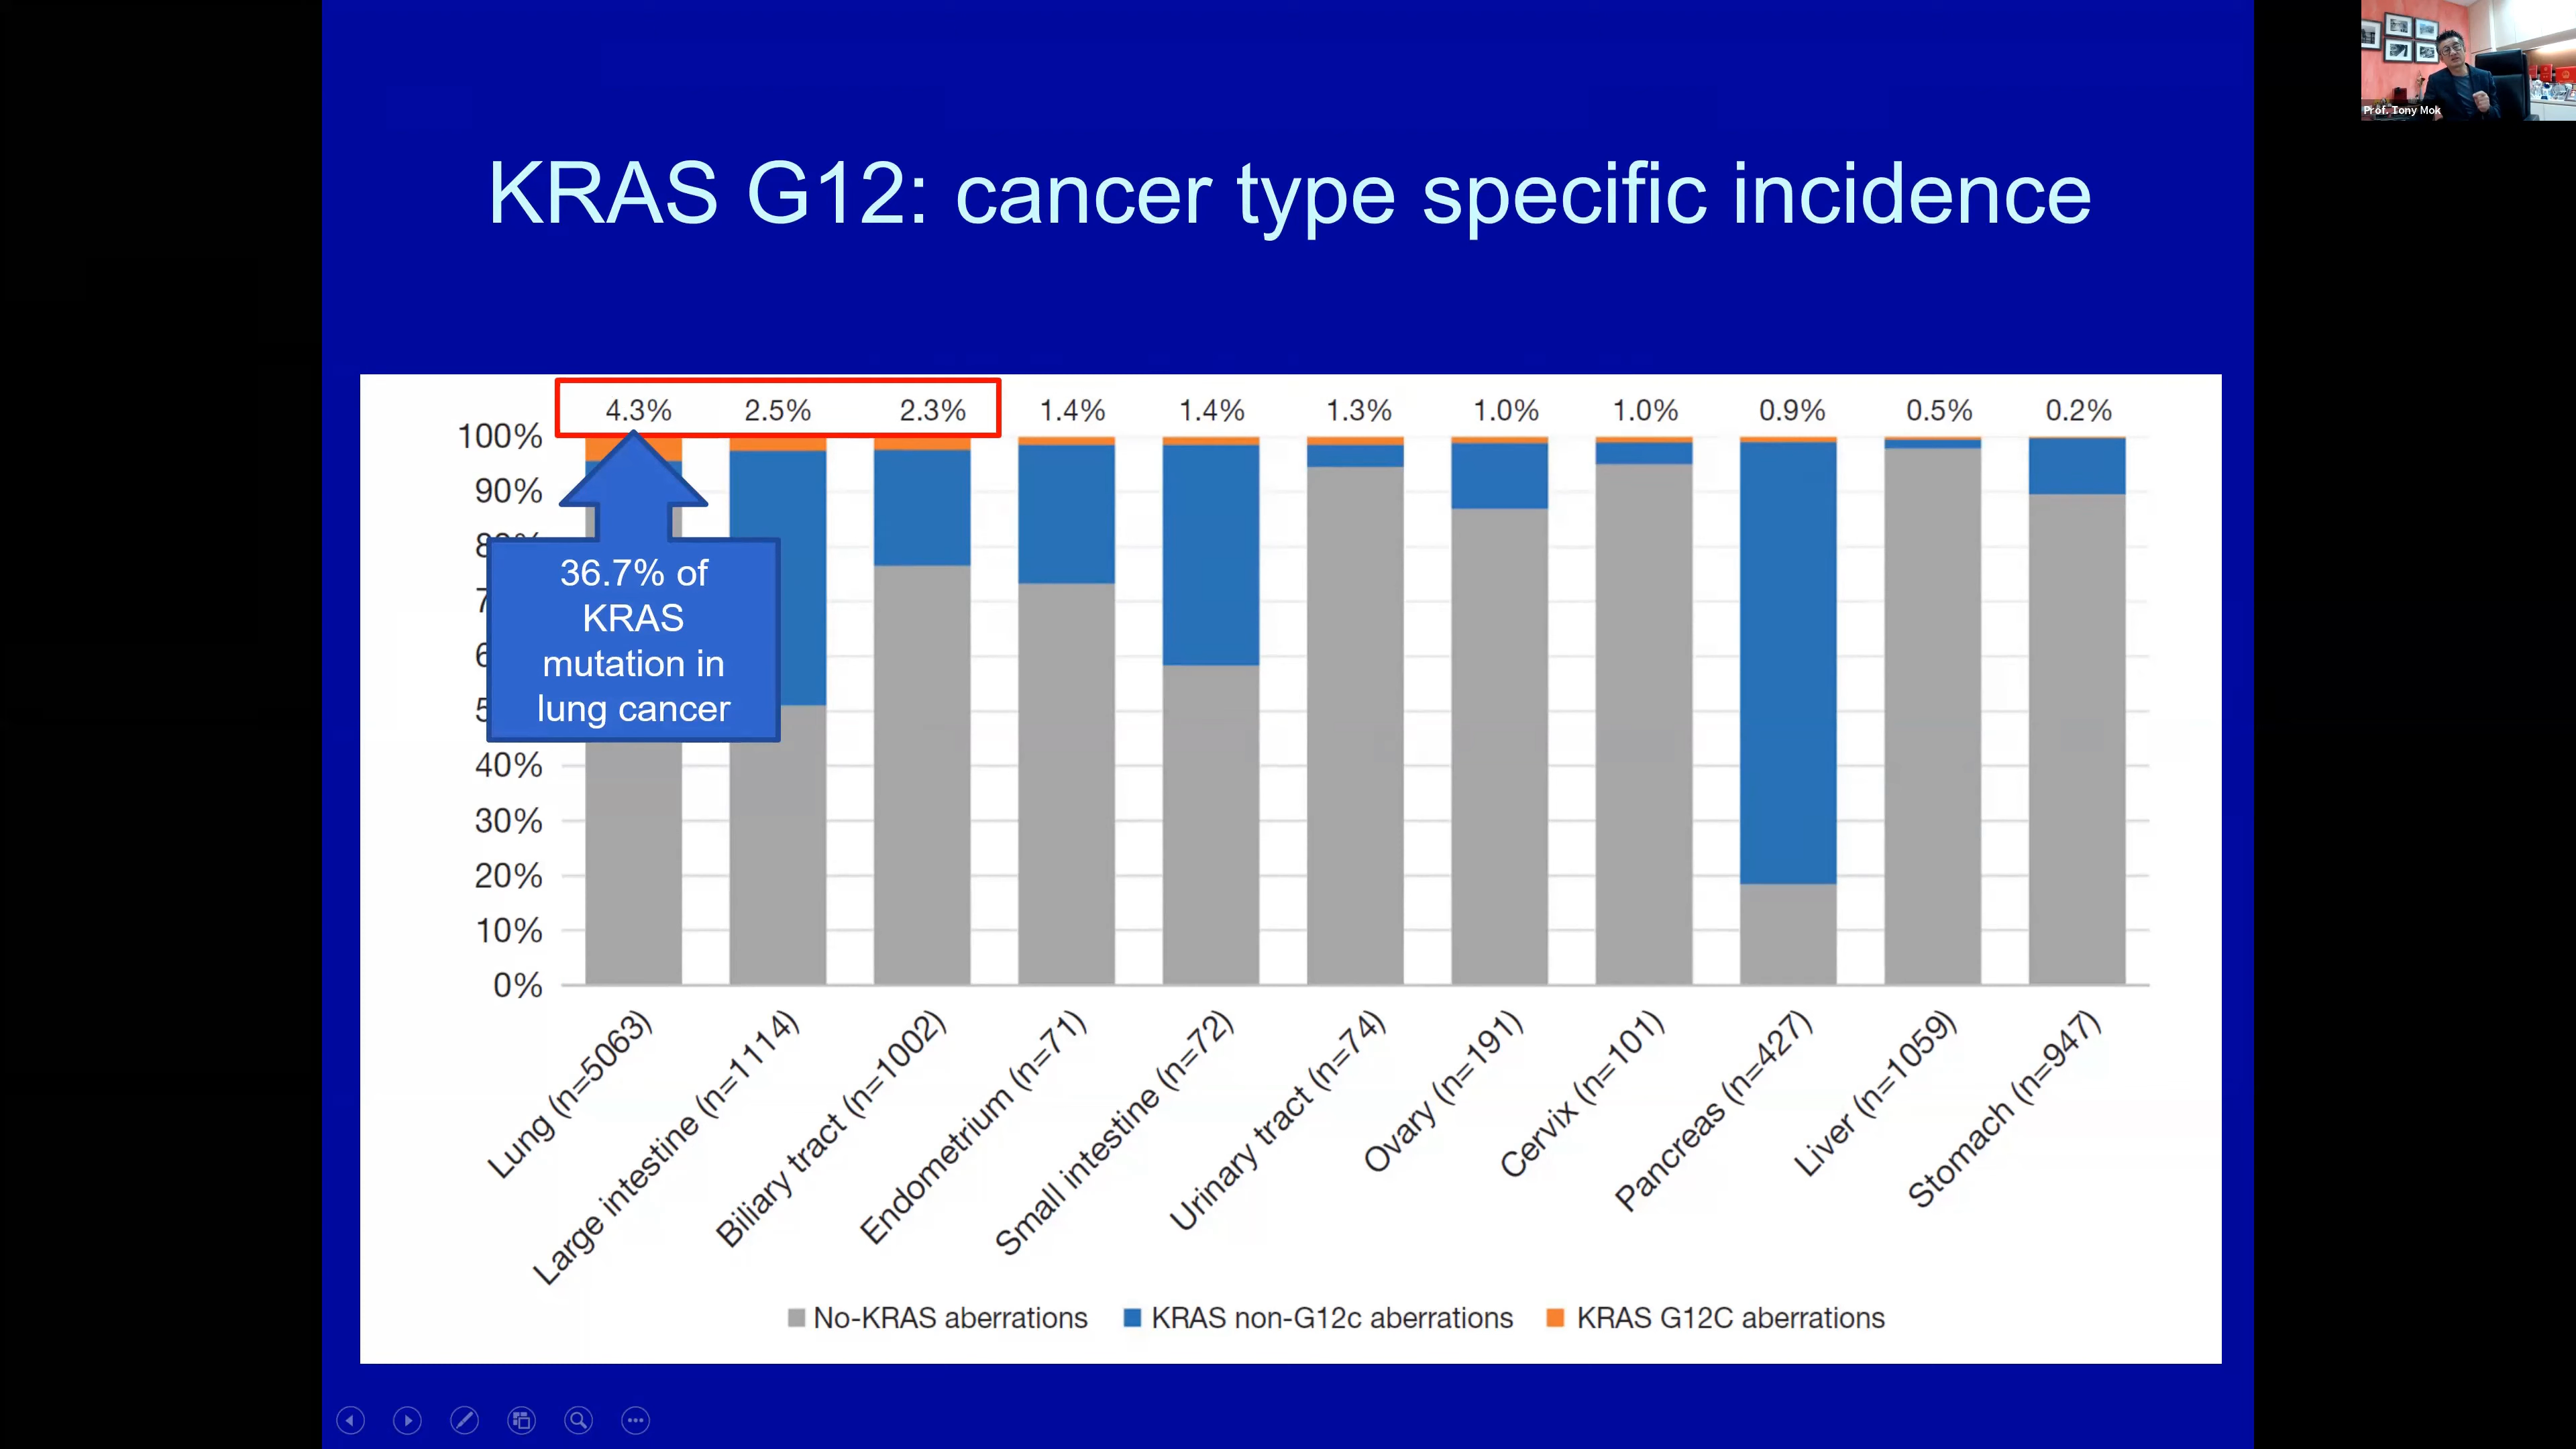 Prof. Tony Mok
KRAS G12: cancer type specific incidence
4.3% 2.5% 2.3% 1.4% 1.4% 1.3% 1.0% 1.0% 0.9% 0.5% 0.2%
100%
90%
36.7% of
KRAS
mutation in
lung cancer
40%
30%
20%
10%
0%
Lung (n=5063)
Large intestine (n=1114)
Biliary tract (n=1002)
Endometrium (n=71)
Small intestine (n=72)
Urinary tract (n=74)
Ovary (n=191)
Cervix (n=101)
Pancreas (n=427)
Liver (n=1059)
Stomach (n=947)
No-KRAS aberrations KRAS non-G12c aberrations KRAS G12C aberrations